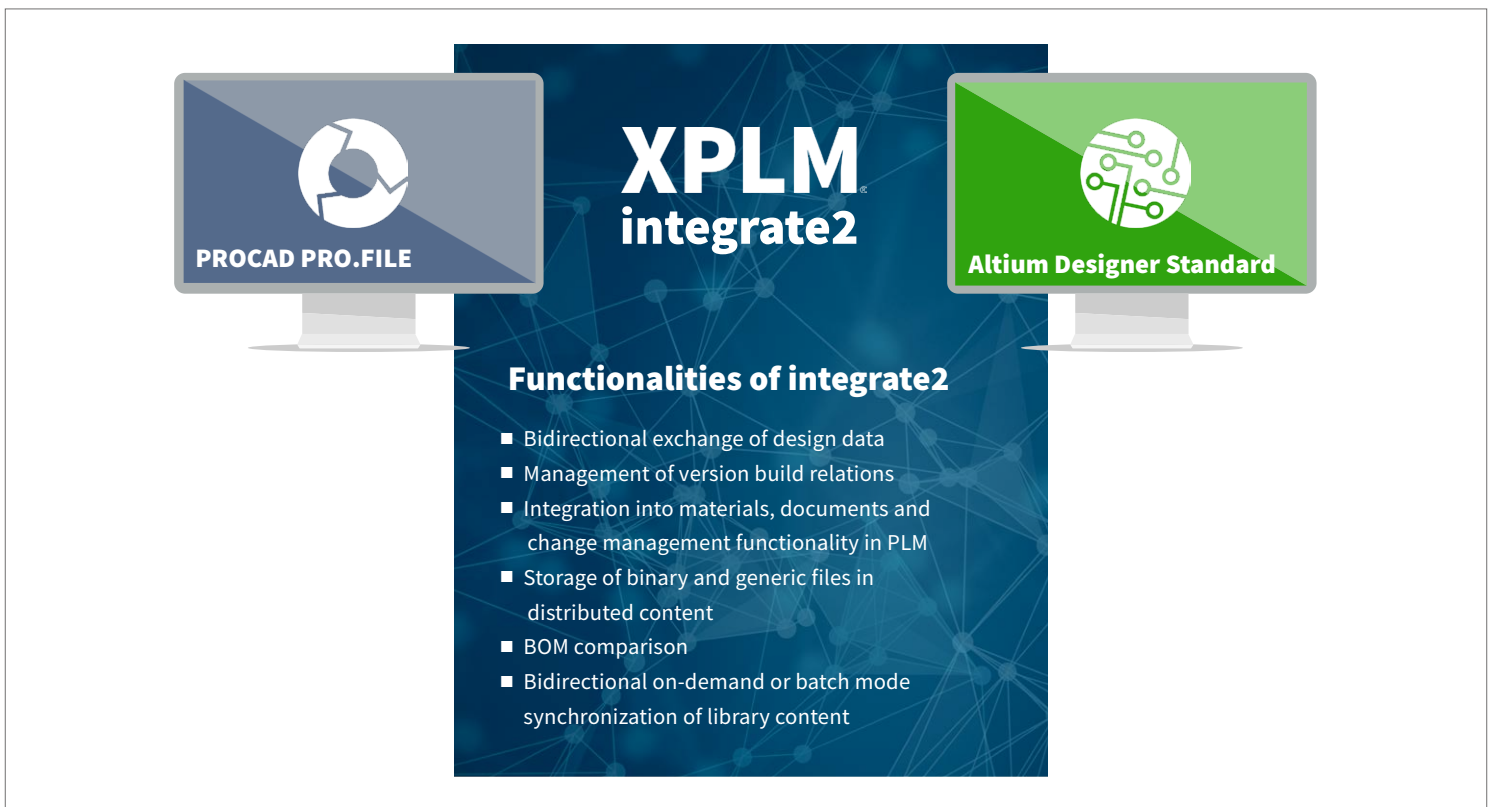 PROCAD PRO.FILE
XPLM
integrate2
Altium Designer Standard
Functionalities of integrate2
■ Bidirectional exchange of design data
■ Management of version build relations
■ Integration into materials, documents and
change management functionality in PLM
■ Storage of binary and generic files in
distributed content
■ BOM comparison
■ Bidirectional on-demand or batch mode
synchronization of library content